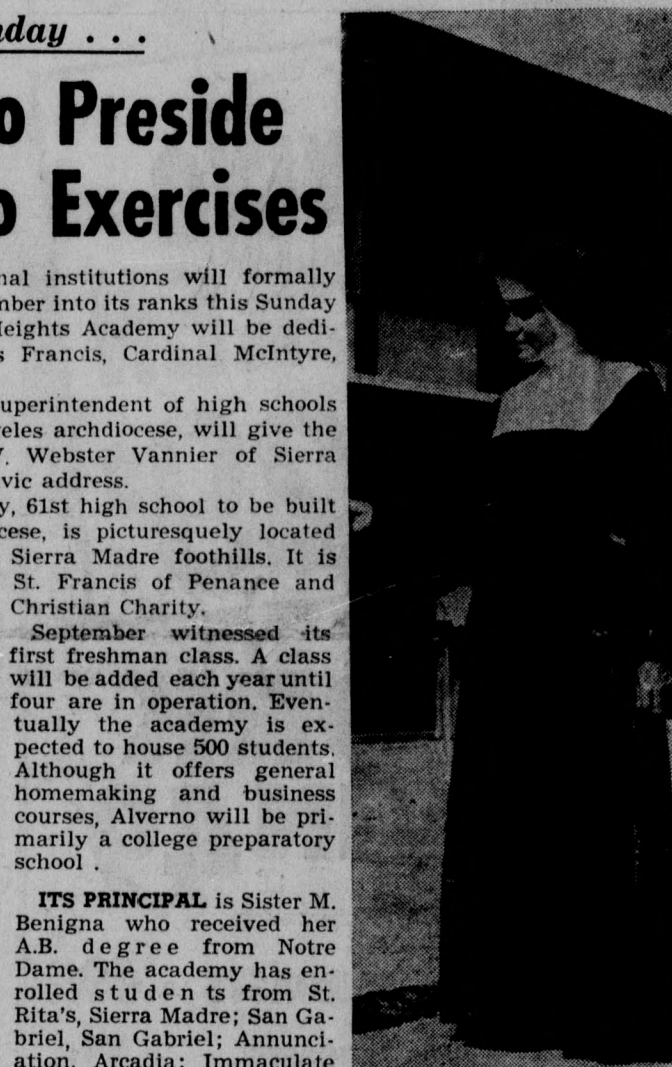 day . . .
Preside
Exercises
nal institutions will formally
mber into its ranks this Sunday
Heights Academy will be dedi-
s Francis, Cardinal McIntyre,
uperintendent of high schools
eles archdiocese, will give the
. Webster Vannier of Sierra
vic address.
y, 61st high school to be built
cese, is picturesquely located
Sierra Madre foothills. It is
St. Francis of Penance and
Christian Charity.
September witnessed its
first freshman class. A class
will be added each year until
four are in operation. Even-
tually the academy is ex-
pected to house 500 students.
Although it offers general
homemaking and business
courses, Alverno will be pri-
marily a college preparatory
school .
ITS PRINCIPAL is Sister M.
Benigna who received her
A.B. degree from Notre
Dame. The academy has en-
rolled studen ts from St.
Rita's, Sierra Madre; San Ga-
briel, San Gabriel; Annunci-
ation, Arcadia; Immaculate